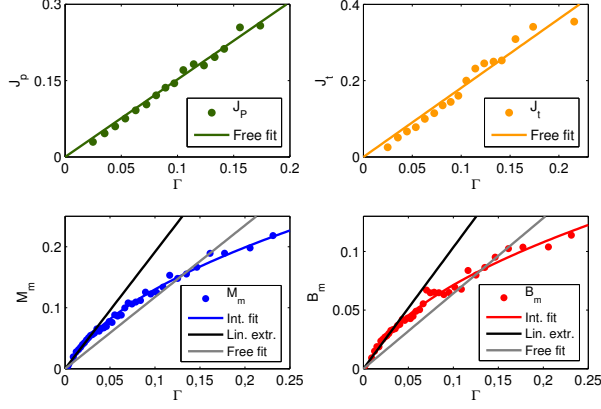 0.3
0.15
0
J_p
0
0.05
0.1
0.15
0.2
Γ
J_P
Free fit
0.4
0.2
0
J_t
0
0.05
0.1
0.15
0.2
Γ
J_t
Free fit
0.2
0.1
0
M_m
0
0,05
0,1
0,15
0,2
0.25
Γ
M_m
Int. fit
Lin. extr.
Free fit
0.1
0.05
0
B_m
0
0,05
0,1
0,15
0,2
0.25
Γ
B_m
Int. fit
Lin. extr.
Free fit